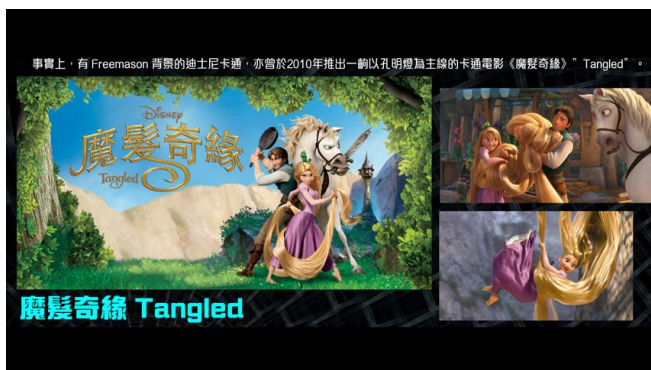 事實上，有 Freemason 背景的迪士尼卡通，亦曾於2010年推出一齣以孔明燈為主線的卡通電影《魔髮奇緣》”Tangled”。
DISNEY
魔髮奇緣
Tangled
魔髮奇緣 Tangled